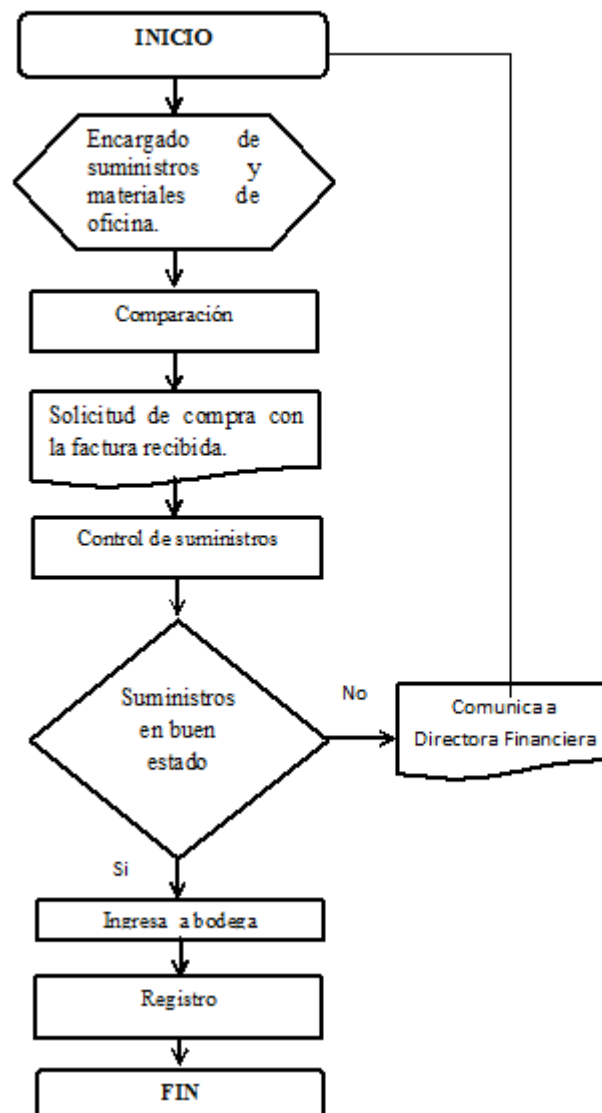 INICIO
Encargado de
suministros y
materiales de
oficina.
Comparación
Solicitud de compra con
la factura recibida.
Control de suministros
Suministros
en buen
estado
No
Comunica a
Directora Financiera
Si
Ingresa a bodega
Registro
FIN